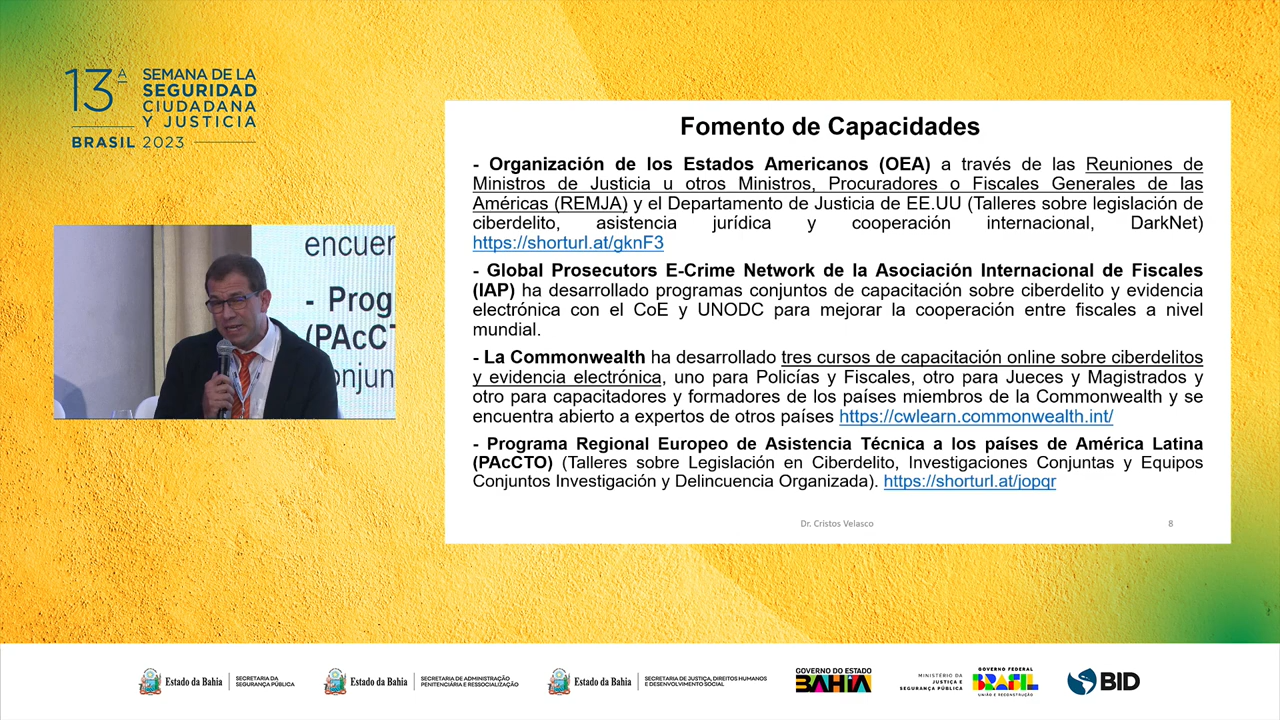 13ª SEMANA DE LA
SEGURIDAD
CIUDADANA
Y JUSTICIA
BRASIL 2023
encuen
- Prog
(PAcCT
onjun
Fomento de Capacidades
- Organización de los Estados Americanos (OEA) a través de las Reuniones de
Ministros de Justicia u otros Ministros, Procuradores o Fiscales Generales de las
Américas (REMJA) y el Departamento de Justicia de EE.UU (Talleres sobre legislación de
ciberdelito, asistencia jurídica y cooperación internacional, DarkNet)
https://shorturl.at/gknF3
- Global Prosecutors E-Crime Network de la Asociación Internacional de Fiscales
(IAP) ha desarrollado programas conjuntos de capacitación sobre ciberdelito y evidencia
electrónica con el CoE y UNODC para mejorar la cooperación entre fiscales a nivel
mundial.
- La Commonwealth ha desarrollado tres cursos de capacitación online sobre ciberdelitos
y evidencia electrónica, uno para Policías y Fiscales, otro para Jueces y Magistrados y
otro para capacitadores y formadores de los países miembros de la Commonwealth y se
encuentra abierto a expertos de otros países https://cwlearn.commonwealth.int/
- Programa Regional Europeo de Asistencia Técnica a los países de América Latina
(PAcCTO) (Talleres sobre Legislación en Ciberdelito, Investigaciones Conjuntas y Equipos
Conjuntos Investigación y Delincuencia Organizada). https://shorturl.at/jopqr
Dr. Cristos Velasco 8
Estado da Bahia
SECRETARIA DA
SEGURANÇA PÚBLICA
Estado da Bahia
SECRETARIA DE ADMINISTRAÇÃO
PENITENCIÁRIA E RESSOCIALIZAÇÃO
Estado da Bahia
SECRETARIA DE JUSTIÇA, DIREITOS HUMANOS
E DESENVOLVIMENTO SOCIAL
GOVERNO DO ESTADO
BAHIA
MINISTÉRIO DA
JUSTIÇA E
SEGURANÇA PÚBLICA
GOVERNO FEDERAL
BRASIL
UNIÃO E RECONSTRUÇÃO
BID